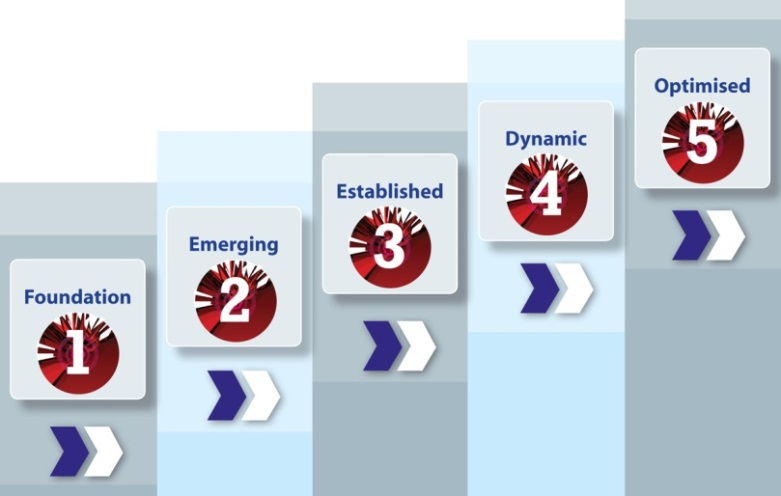 Foundation
1
Emerging
2
Established
3
Dynamic
4
Optimised
5